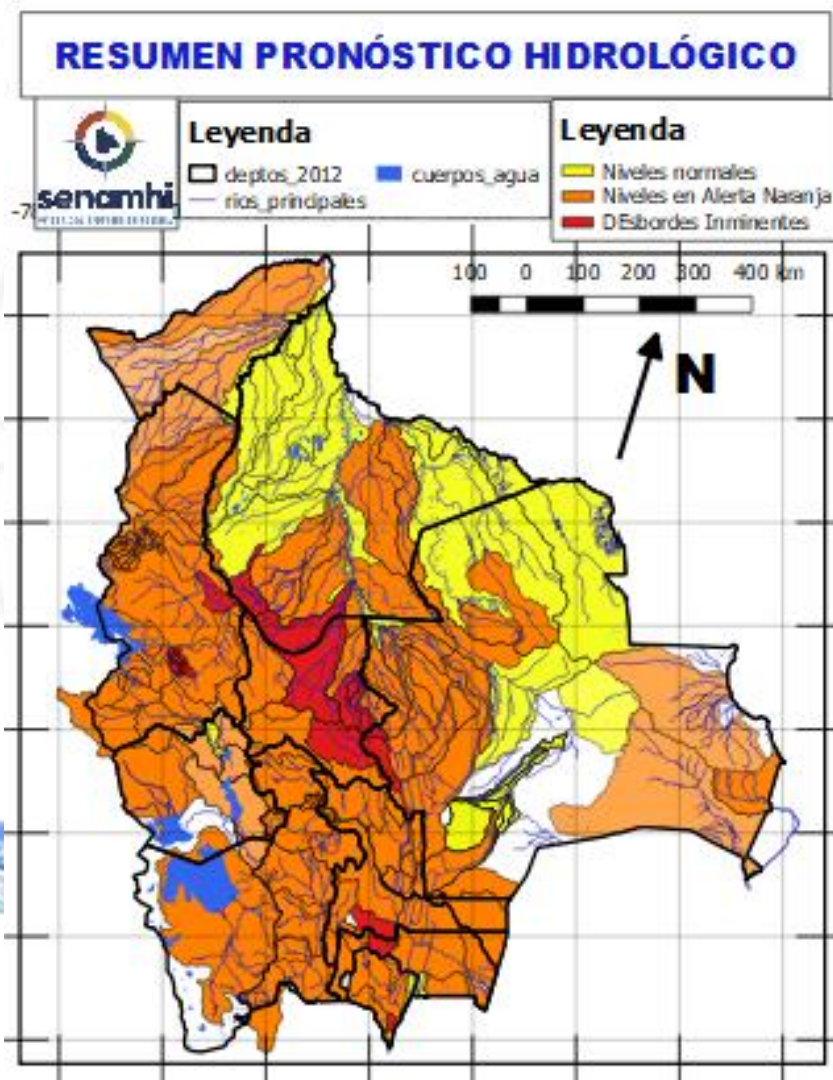 RESUMEN PRONÓSTICO HIDROLÓGICO
senamhi
Leyenda
deptos_2012
cuerpos_agua
rios_principales
Leyenda
Niveles normales
Niveles en Alerta Naranja
DEsbordes Inminentes
100 0 100 200 300 400 km
N